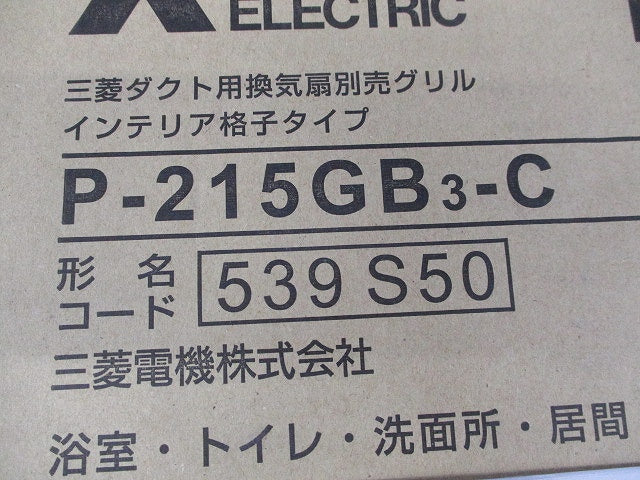 ELECTRIC
三菱ダクト用換気扇別売グリル
インテリア格子タイプ
P-215GB3-C
形名
コード 539 S50
三菱電機株式会社
浴室・トイレ・洗面所・居間